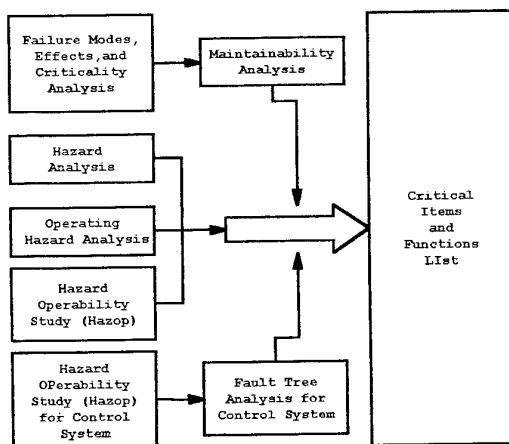 Failure Modes,
Effects,and
Criticality
Analysis
Maintainability
Analysis
Hazard
Analysis
Operating
Hazard Analysis
Hazard
Operability
Study (Hazop)
Hazard
OPerability
Study (Hazop)
for Control
System
Fault Tree
Analysis for
Control System
Critical
Items
and
Functions
LIst